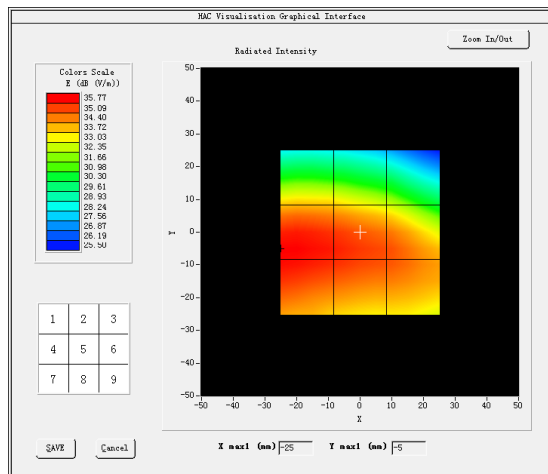 HAC Visualisation Graphical Interface
Zoom In/Out
Radiated Intensity
Colors Scale
E (dB (V/m))
35.77
35.09
34.40
33.72
33.03
32.35
31.66
30.98
30.30
29.61
28.93
28.24
27.56
26.87
26.19
25.50
50
40
30
20
10
0
-10
-20
-30
-40
-50
Y
-50 -40 -30 -20 -10 0 10 20 30 40 50
X
1 2 3
4 5 6
7 8 9
SAVE
Cancel
X max1 (mm) -25 Y max1 (mm) -5